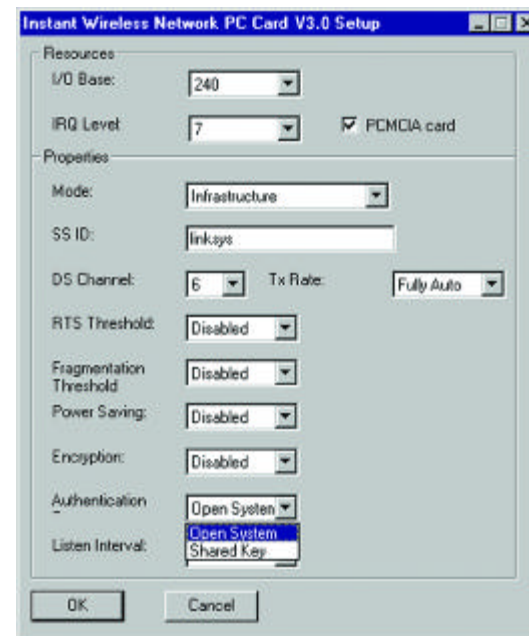 Instant Wireless Network PC Card V3.0 Setup
Resources
I/O Base:
240
IRQ Level:
7
PCMCIA card
Properties
Mode:
Infrastructure
SS ID:
linksys
DS Channel:
6
Tx Rate:
Fully Auto
RTS Threshold:
Disabled
Fragmentation
Threshold
Disabled
Power Saving:
Disabled
Encryption:
Disabled
Authentication
Open System
Open System
Shared Key
Listen Interval:
OK
Cancel